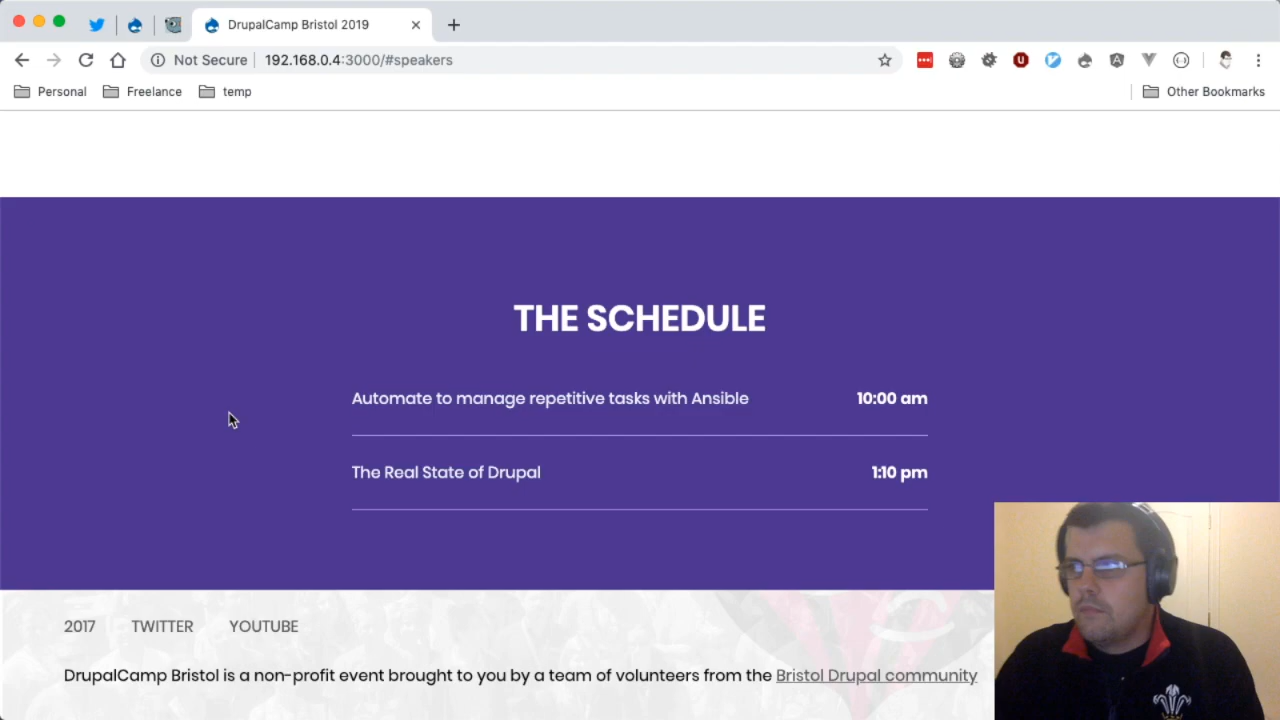 DrupalCamp Bristol 2019
Not Secure
192.168.0.4:3000/#speakers
Personal
Freelance
temp
Other Bookmarks
THE SCHEDULE
Automate to manage repetitive tasks with Ansible
10:00 am
The Real State of Drupal
1:10 pm
2017
TWITTER
YOUTUBE
DrupalCamp Bristol is a non-profit event brought to you by a team of volunteers from the Bristol Drupal community